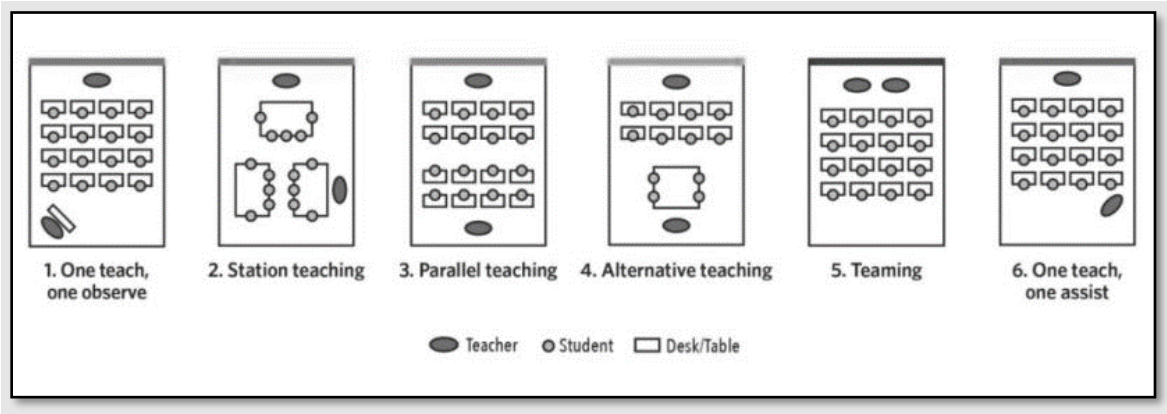 1. One teach,
one observe
2. Station teaching
3. Parallel teaching
4. Alternative teaching
5. Teaming
6. One teach,
one assist
Teacher
Student
Desk/Table